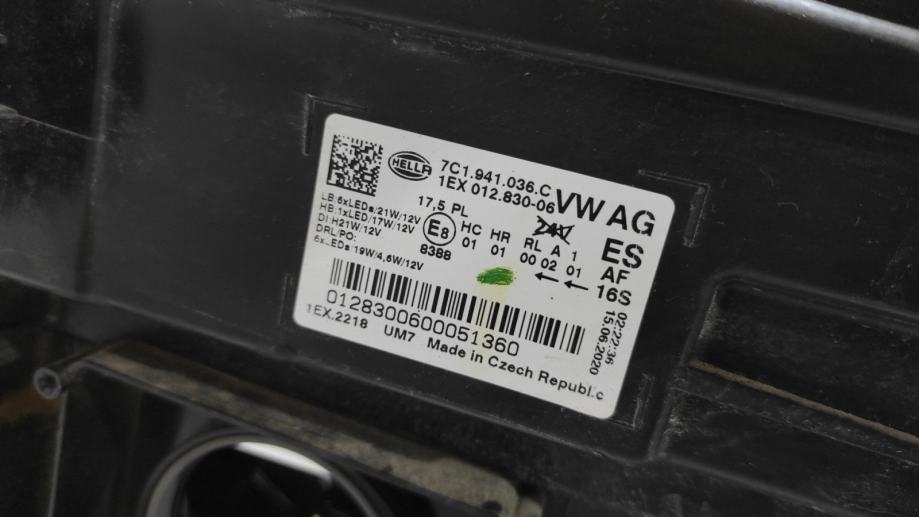 HELLA
7C1.941.036.C
1EX 012.830-06
VW AG
ES
AF
16S
LB:6xLEDs/21W/12V
HB:1xLED/17W/12V
DI:H21W/12V
DRL/PO:
6xLEDs 19W/4,6W/12V
17,5 PL
E8
8388
HC HR RL A 1
01 01 00 02 01
24V
0128300600051360
1EX.2218 UM7 Made in Czech Republic
02:22:36
15.06.2020